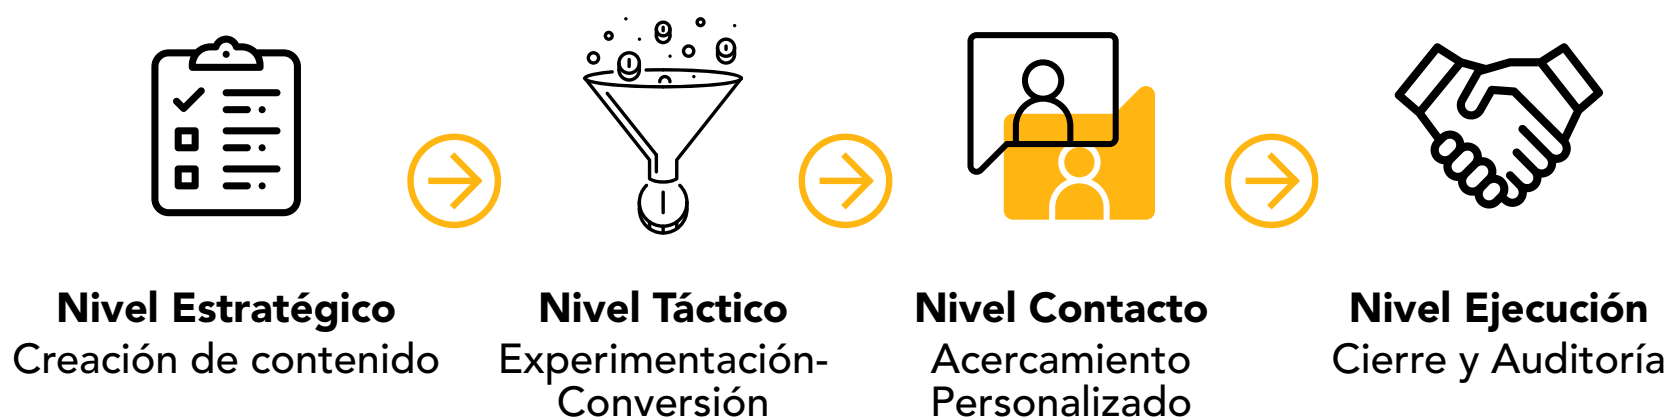 Nivel Estratégico
Creación de contenido
Nivel Táctico
Experimentación-
Conversión
Nivel Contacto
Acercamiento
Personalizado
Nivel Ejecución
Cierre y Auditoría